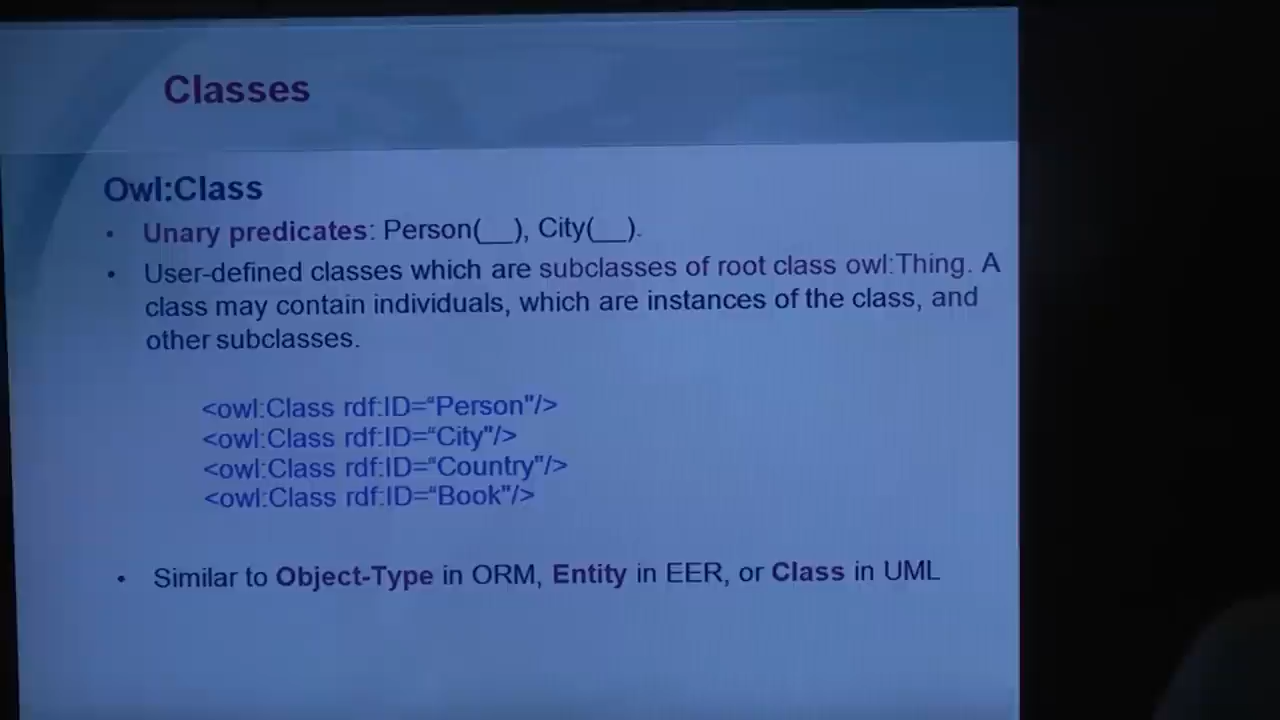 Classes
Owl:Class
• Unary predicates: Person(__), City(__).
• User-defined classes which are subclasses of root class owl:Thing. A
class may contain individuals, which are instances of the class, and
other subclasses.
<owl:Class rdf:ID=“Person"/>
<owl:Class rdf:ID=“City"/>
<owl:Class rdf:ID=“Country"/>
<owl:Class rdf:ID=“Book"/>
• Similar to Object-Type in ORM, Entity in EER, or Class in UML